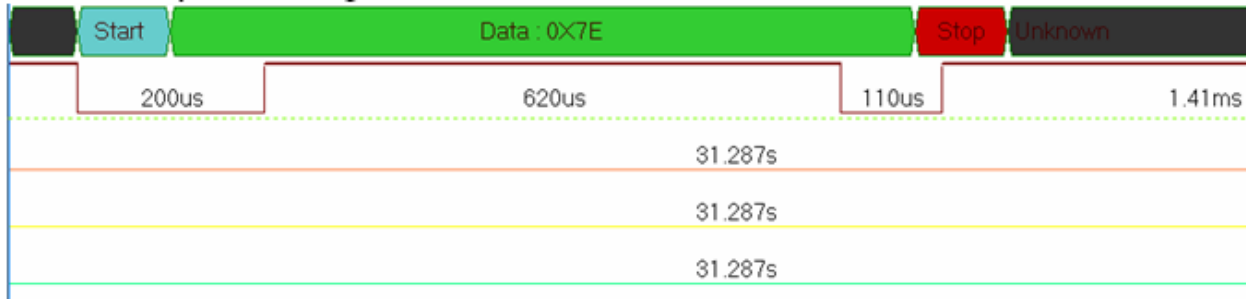 Start Data : 0X7E Stop Unknown
200us 620us 110us 1.41ms
31.287s
31.287s
31.287s